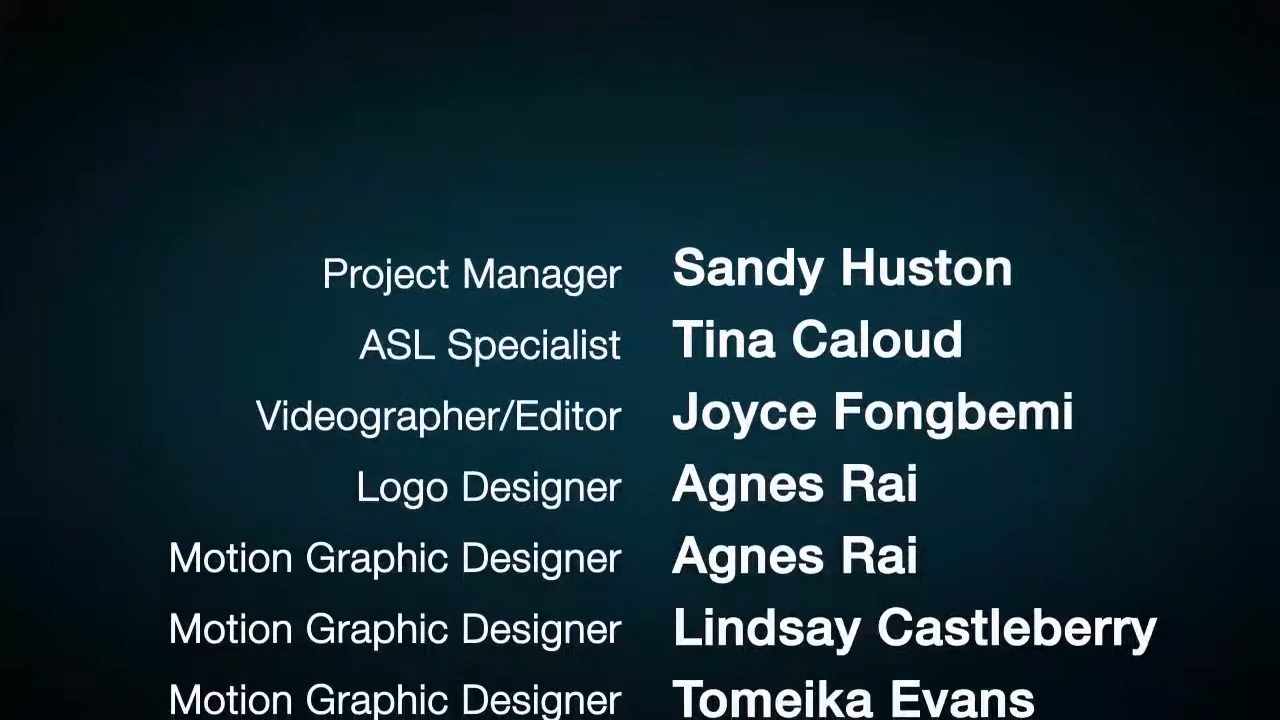 Project Manager Sandy Huston
ASL Specialist Tina Caloud
Videographer/Editor Joyce Fongbemi
Logo Designer Agnes Rai
Motion Graphic Designer Agnes Rai
Motion Graphic Designer Lindsay Castleberry
Motion Graphic Designer Tomeika Evans